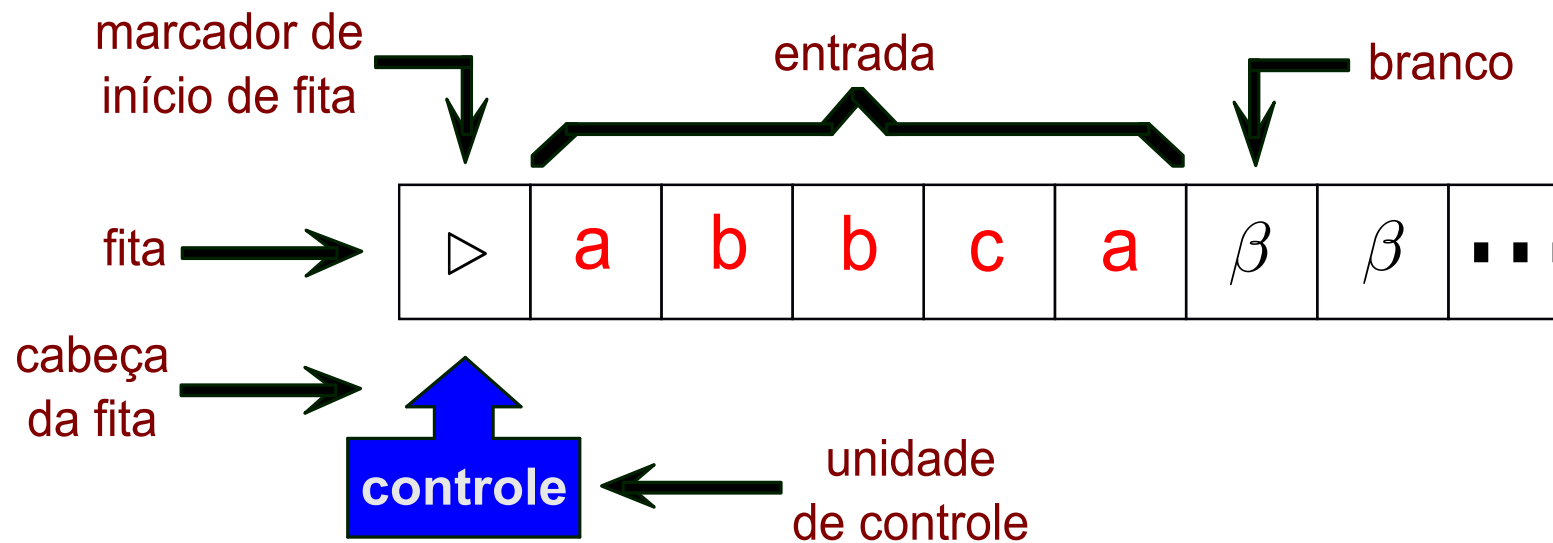 marcador de
início de fita
entrada
branco
fita
▷ a b b c a β β ...
cabeça
da fita
controle
unidade
de controle